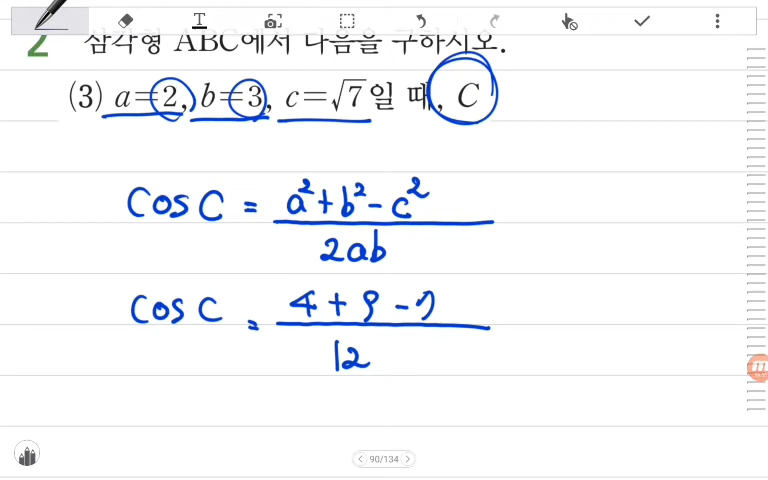 2 삼각형 ABC에서 다음을 구하시오.
(3) a=2, b=3, c=√7일 때, C
cos C = a²+b²-c² / 2ab
cos C = 4+9-7 / 12
90/134